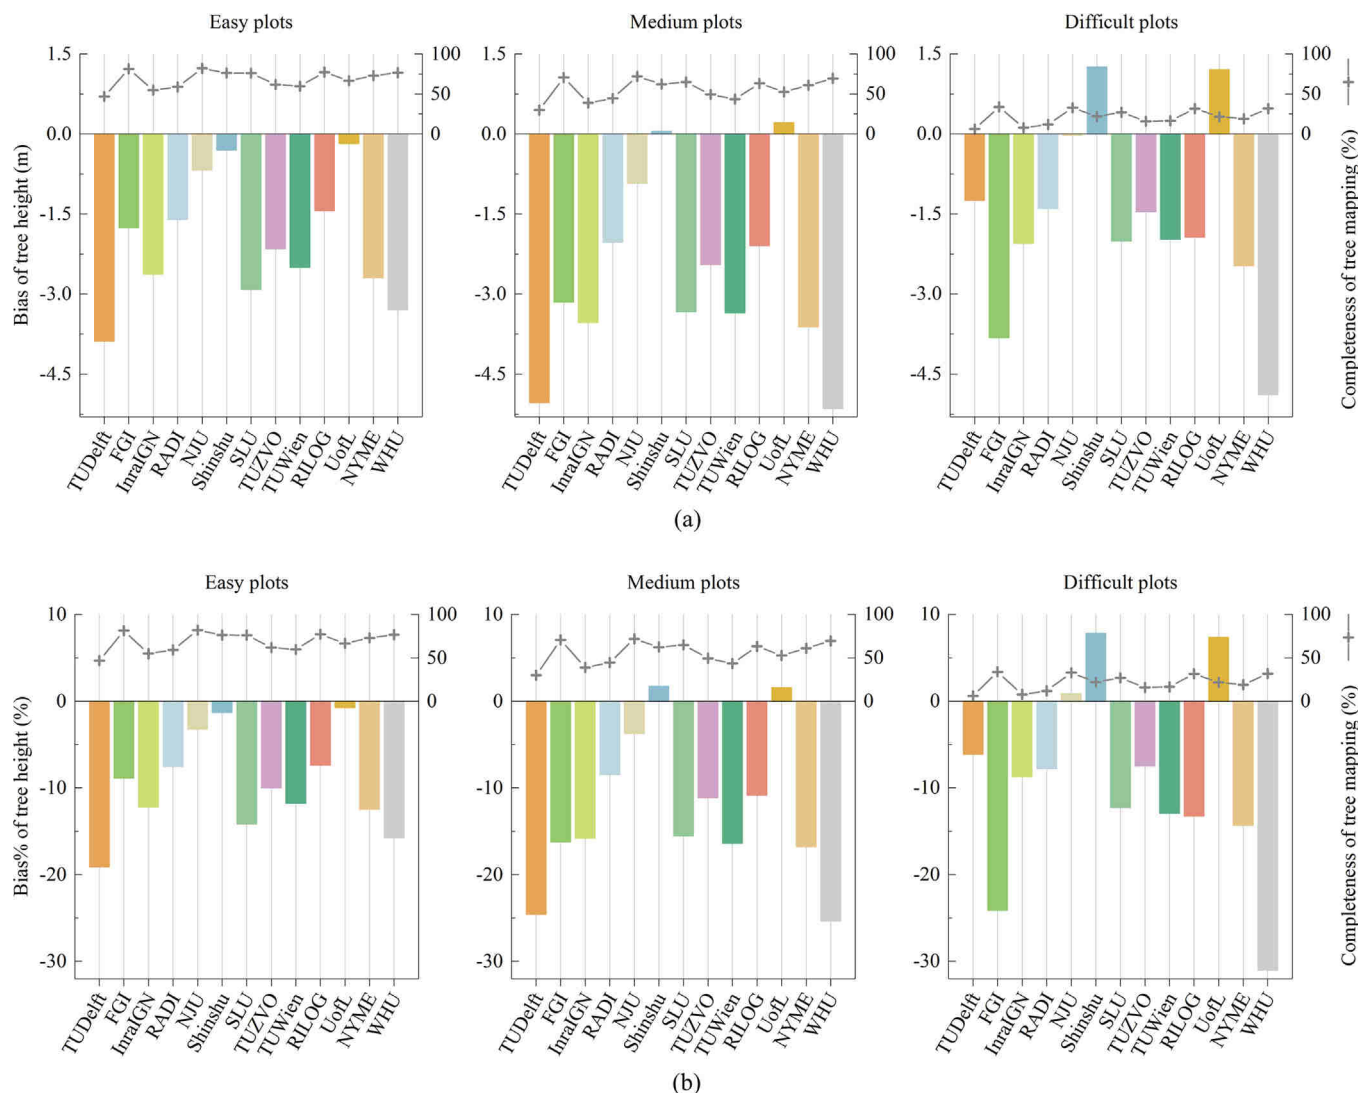 Easy plots
Medium plots
Difficult plots
1.5
0.0
-1.5
-3.0
-4.5
100
50
0
1.5
0.0
-1.5
-3.0
-4.5
100
50
0
1.5
0.0
-1.5
-3.0
-4.5
100
50
0
Bias of tree height (m)
Completeness of tree mapping (%)
TUDelft
FGI
InraIGN
RADI
NJU
Shinshu
SLU
TUZVO
TUWien
RILOG
UofL
NYME
WHU
TUDelft
FGI
InraIGN
RADI
NJU
Shinshu
SLU
TUZVO
TUWien
RILOG
UofL
NYME
WHU
TUDelft
FGI
InraIGN
RADI
NJU
Shinshu
SLU
TUZVO
TUWien
RILOG
UofL
NYME
WHU
(a)
Easy plots
Medium plots
Difficult plots
10
0
-10
-20
-30
100
50
0
10
0
-10
-20
-30
100
50
0
10
0
-10
-20
-30
100
50
0
Bias% of tree height (%)
Completeness of tree mapping (%)
TUDelft
FGI
InraIGN
RADI
NJU
Shinshu
SLU
TUZVO
TUWien
RILOG
UofL
NYME
WHU
TUDelft
FGI
InraIGN
RADI
NJU
Shinshu
SLU
TUZVO
TUWien
RILOG
UofL
NYME
WHU
TUDelft
FGI
InraIGN
RADI
NJU
Shinshu
SLU
TUZVO
TUWien
RILOG
UofL
NYME
WHU
(b)